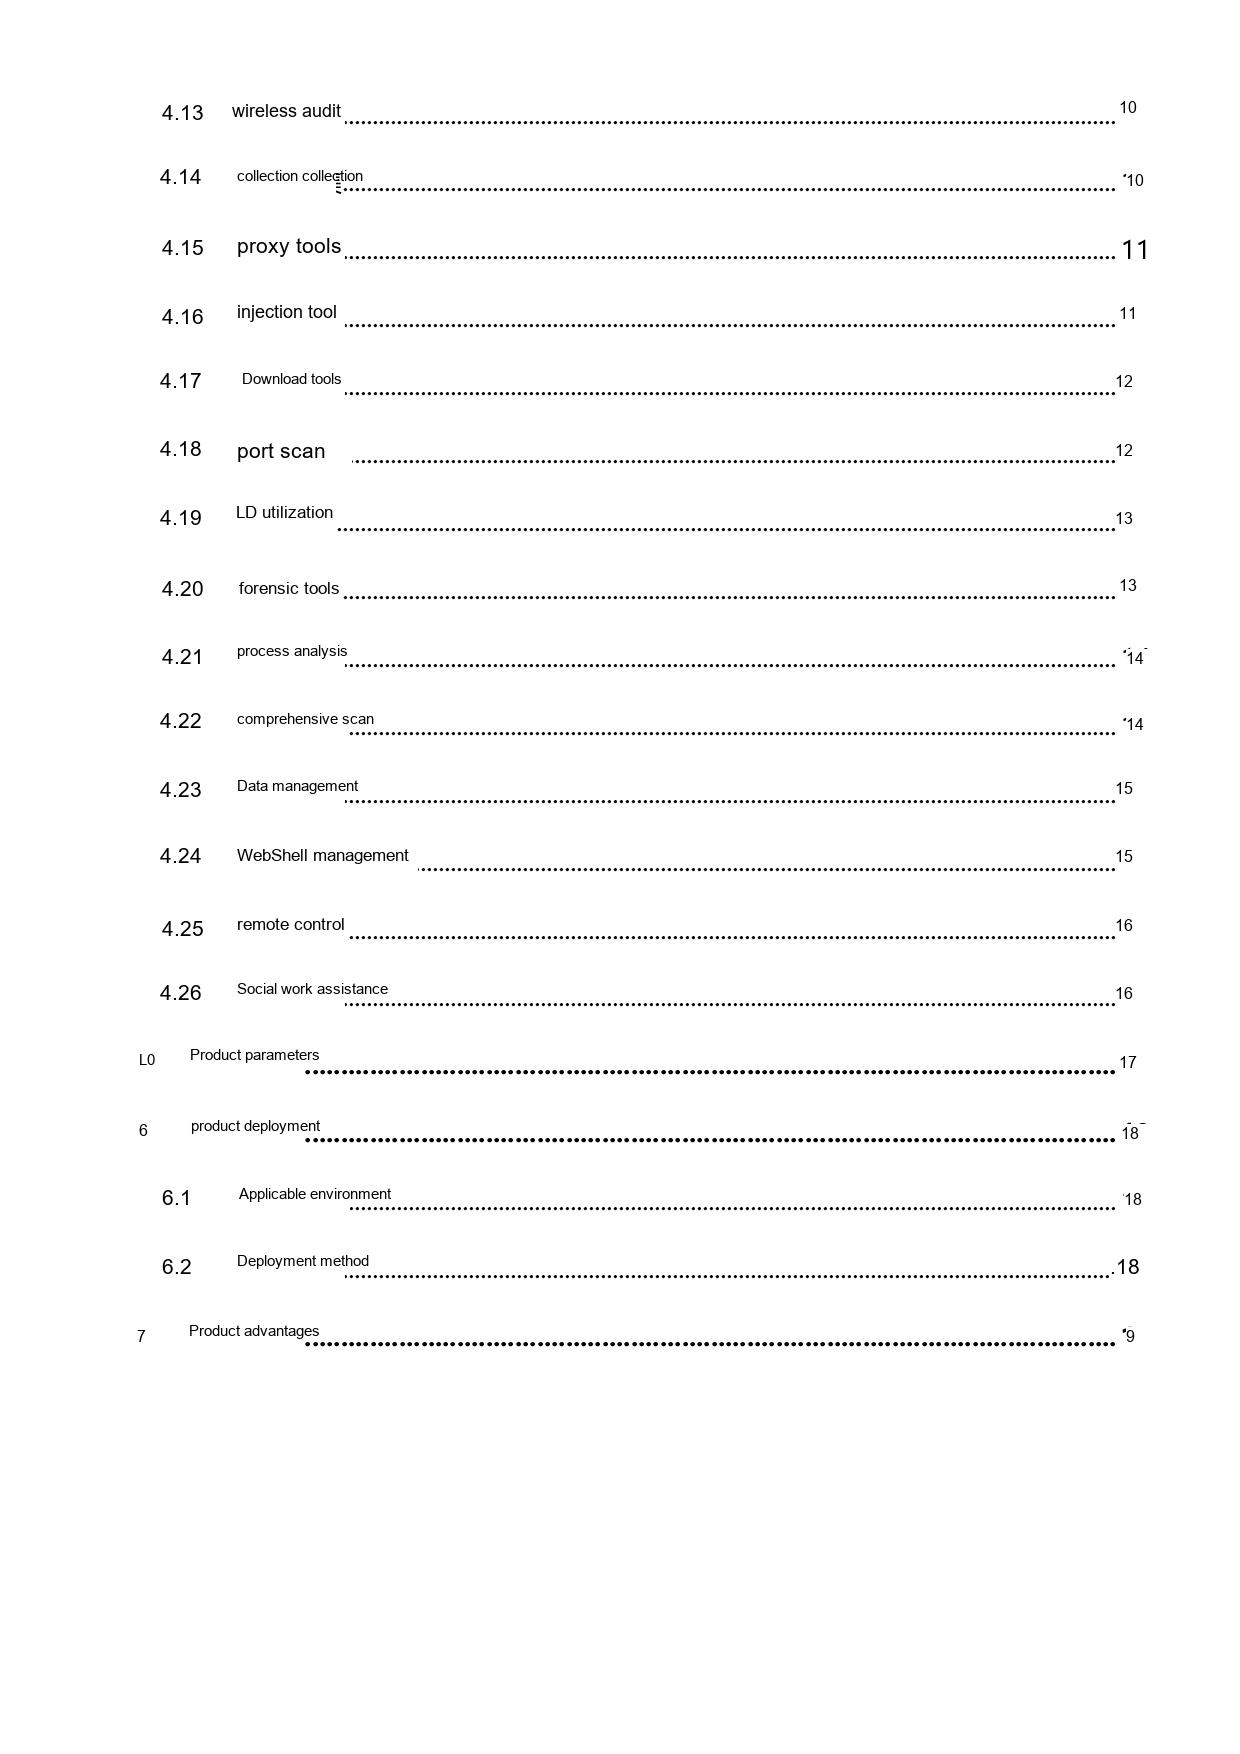 4.13 wireless audit 10
4.14 collection collection 10
4.15 proxy tools 11
4.16 injection tool 11
4.17 Download tools 12
4.18 port scan 12
4.19 LD utilization 13
4.20 forensic tools 13
4.21 process analysis 14
4.22 comprehensive scan 14
4.23 Data management 15
4.24 WebShell management 15
4.25 remote control 16
4.26 Social work assistance 16
L0 Product parameters 17
6 product deployment 18
6.1 Applicable environment 18
6.2 Deployment method .18
7 Product advantages 9